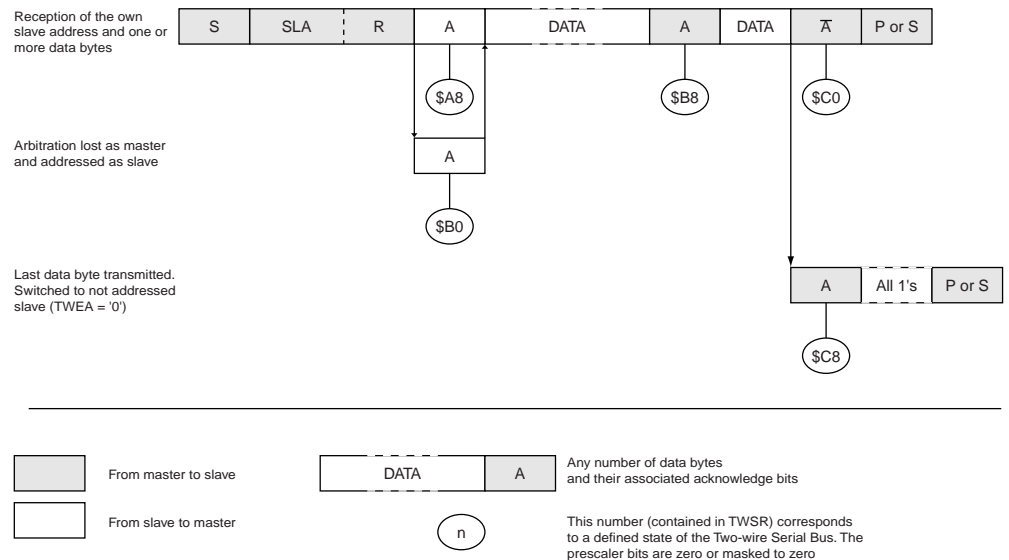 Reception of the own
slave address and one or
more data bytes
S SLA R A DATA A DATA A̅ P or S
$A8 $B8 $C0
Arbitration lost as master
and addressed as slave
A
$B0
Last data byte transmitted.
Switched to not addressed
slave (TWEA = '0')
A All 1's P or S
$C8
From master to slave
DATA A
Any number of data bytes
and their associated acknowledge bits
From slave to master
n
This number (contained in TWSR) corresponds
to a defined state of the Two-wire Serial Bus. The
prescaler bits are zero or masked to zero